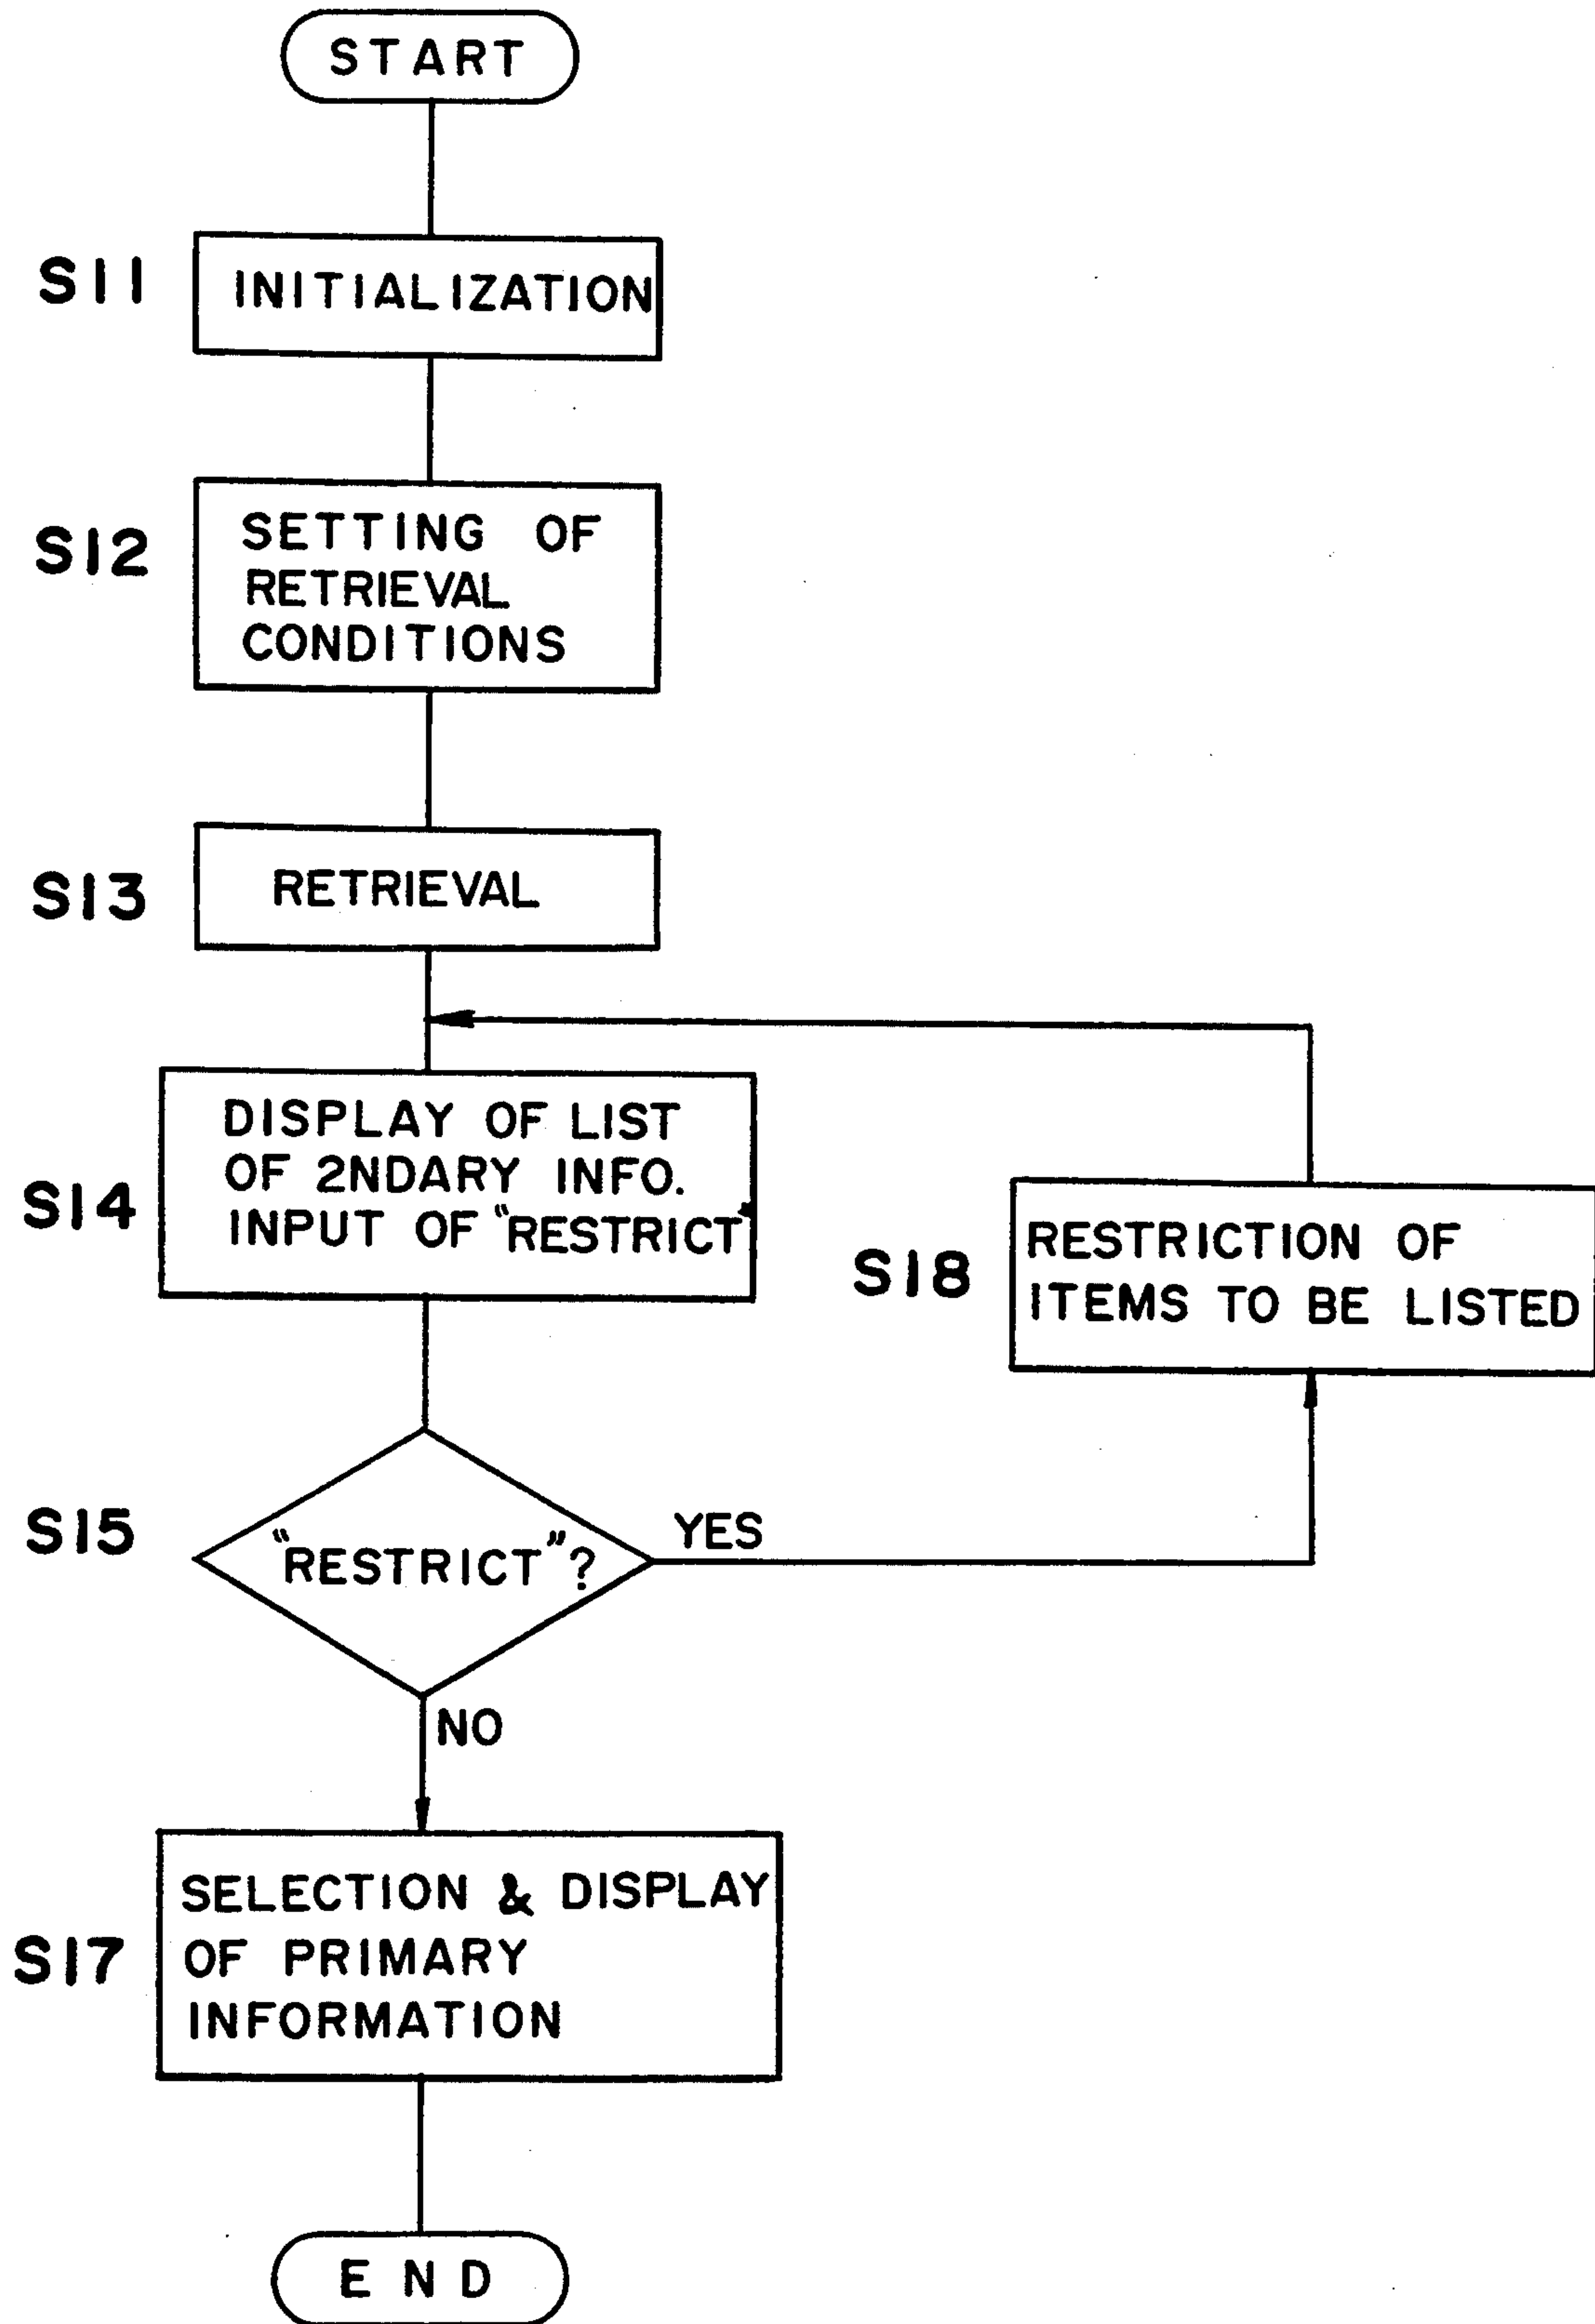 START
S11
INITIALIZATION
S12
SETTING OF
RETRIEVAL
CONDITIONS
S13
RETRIEVAL
S14
DISPLAY OF LIST
OF 2NDARY INFO.
INPUT OF "RESTRICT"
S18
RESTRICTION OF
ITEMS TO BE LISTED
S15
"RESTRICT"?
YES
NO
S17
SELECTION & DISPLAY
OF PRIMARY
INFORMATION
END